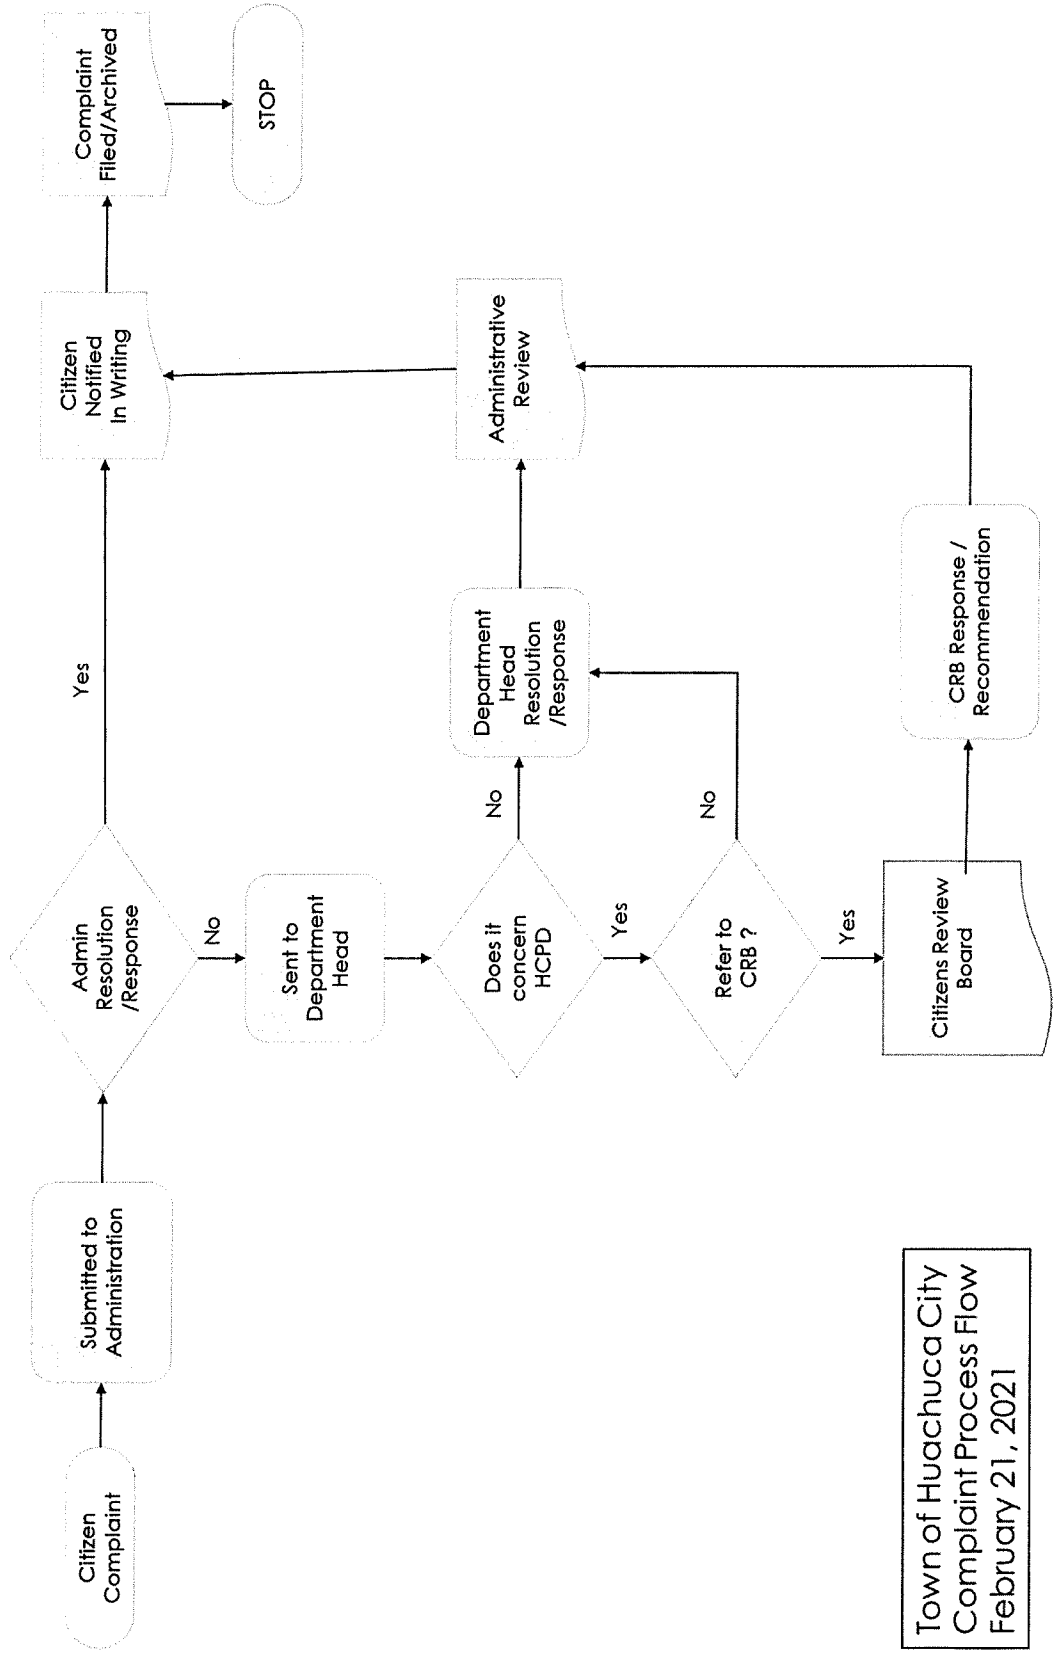 Citizen
Complaint
Submitted to
Administration
Admin
Resolution
/Response
Yes
Citizen
Notified
In Writing
Complaint
Filed/Archived
STOP
No
Sent to
Department
Head
Does it
concern
HCPD
No
Department
Head
Resolution
/Response
Administrative
Review
Yes
Refer to
CRB ?
No
Yes
Citizens Review
Board
CRB Response /
Recommendation
Town of Huachuca City
Complaint Process Flow
February 21, 2021